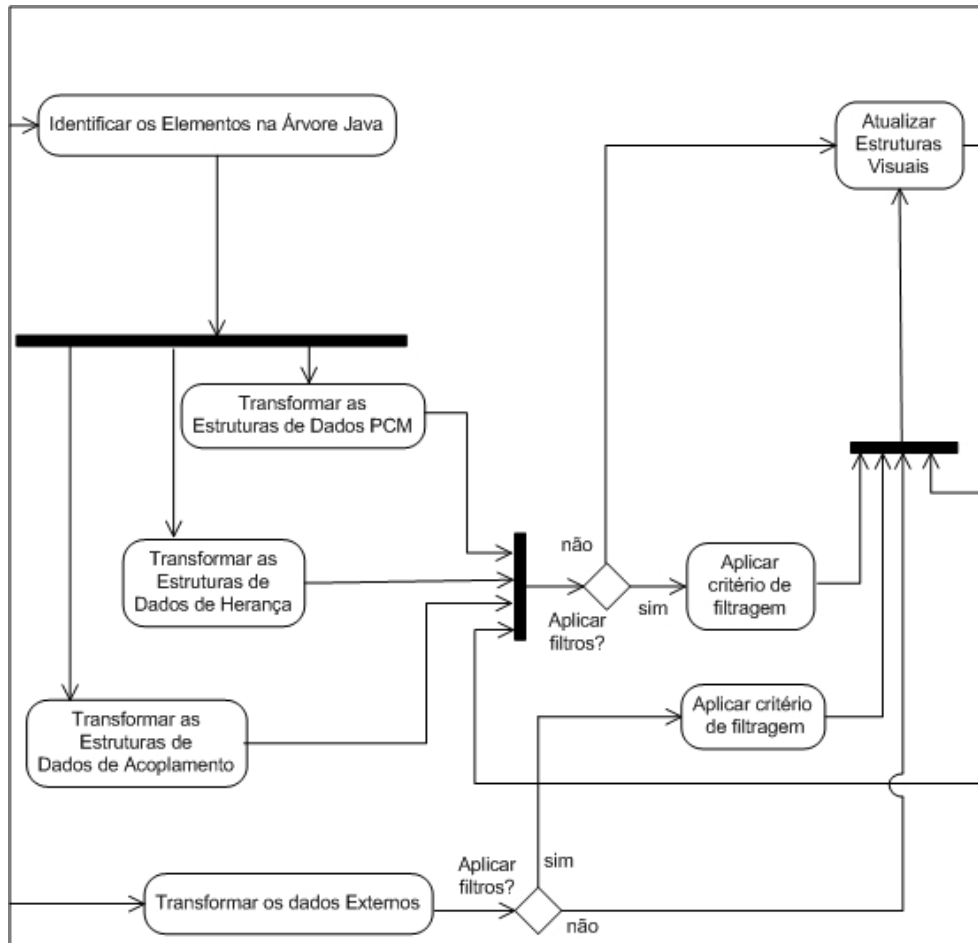 Identificar os Elementos na Árvore Java
Atualizar
Estruturas
Visuais
Transformar as
Estruturas de Dados PCM
Transformar as
Estruturas de
Dados de Herança
não
Aplicar
filtros?
sim
Aplicar
critério de
filtragem
Transformar as
Estruturas de
Dados de Acoplamento
Aplicar critério
de filtragem
Transformar os dados Externos
Aplicar
filtros?
sim
não